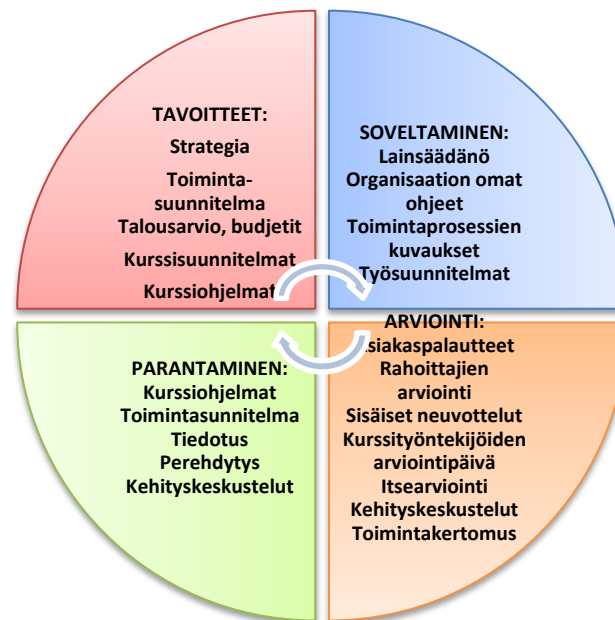 TAVOITTEET:
Strategia
Toiminta-
suunnitelma
Talousarvio, budjetit
Kurssisuunnitelmat
Kurssiohjelmat
SOVELTAMINEN:
Lainsäädänö
Organisaation omat
ohjeet
Toimintaprosessien
kuvaukset
Työsuunnitelmat
PARANTAMINEN:
Kurssiohjelmat
Toimintasunnitelma
Tiedotus
Perehdytys
Kehityskeskustelut
ARVIOINTI:
Asiakaspalautteet
Rahoittajien
arviointi
Sisäiset neuvottelut
Kurssityöntekijöiden
arviointipäivä
Itsearviointi
Kehityskeskustelut
Toimintakertomus